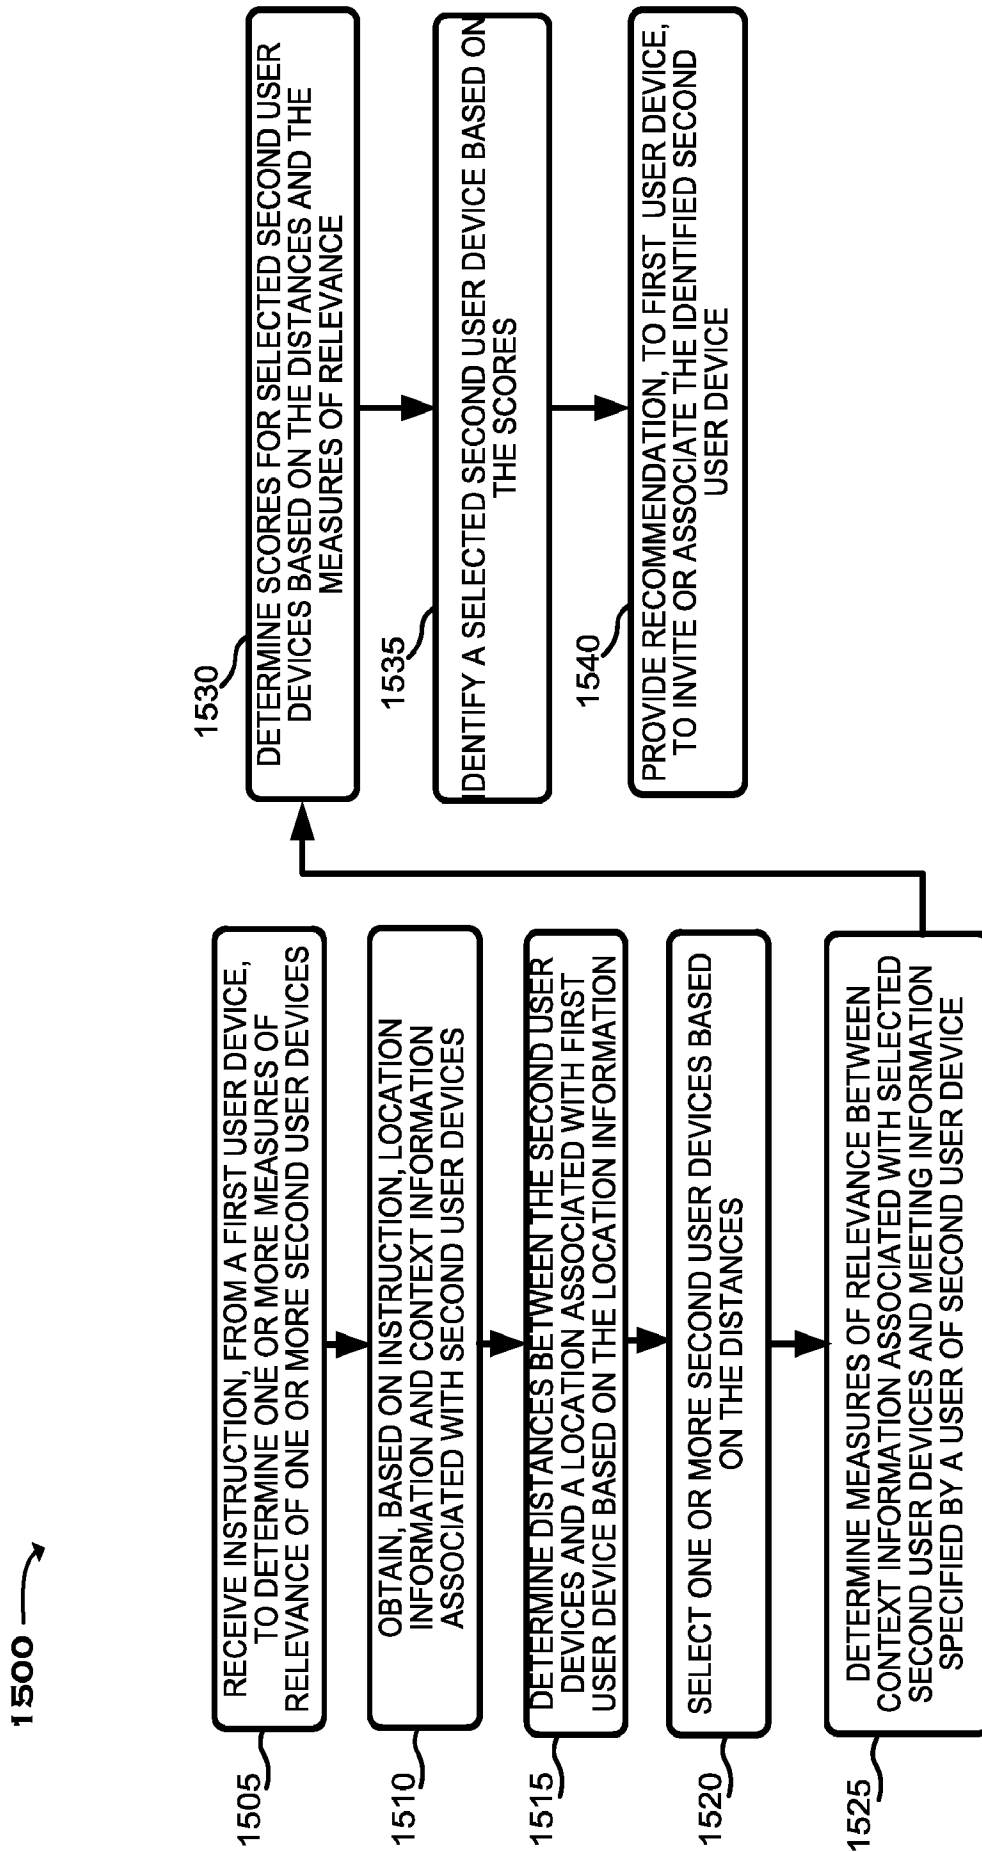 1500
1505
RECEIVE INSTRUCTION, FROM A FIRST USER DEVICE,
TO DETERMINE ONE OR MORE MEASURES OF
RELEVANCE OF ONE OR MORE SECOND USER DEVICES
1510
OBTAIN, BASED ON INSTRUCTION, LOCATION
INFORMATION AND CONTEXT INFORMATION
ASSOCIATED WITH SECOND USER DEVICES
1515
DETERMINE DISTANCES BETWEEN THE SECOND USER
DEVICES AND A LOCATION ASSOCIATED WITH FIRST
USER DEVICE BASED ON THE LOCATION INFORMATION
1520
SELECT ONE OR MORE SECOND USER DEVICES BASED
ON THE DISTANCES
1525
DETERMINE MEASURES OF RELEVANCE BETWEEN
CONTEXT INFORMATION ASSOCIATED WITH SELECTED
SECOND USER DEVICES AND MEETING INFORMATION
SPECIFIED BY A USER OF SECOND USER DEVICE
1530
DETERMINE SCORES FOR SELECTED SECOND USER
DEVICES BASED ON THE DISTANCES AND THE
MEASURES OF RELEVANCE
1535
IDENTIFY A SELECTED SECOND USER DEVICE BASED ON
THE SCORES
1540
PROVIDE RECOMMENDATION, TO FIRST USER DEVICE,
TO INVITE OR ASSOCIATE THE IDENTIFIED SECOND
USER DEVICE